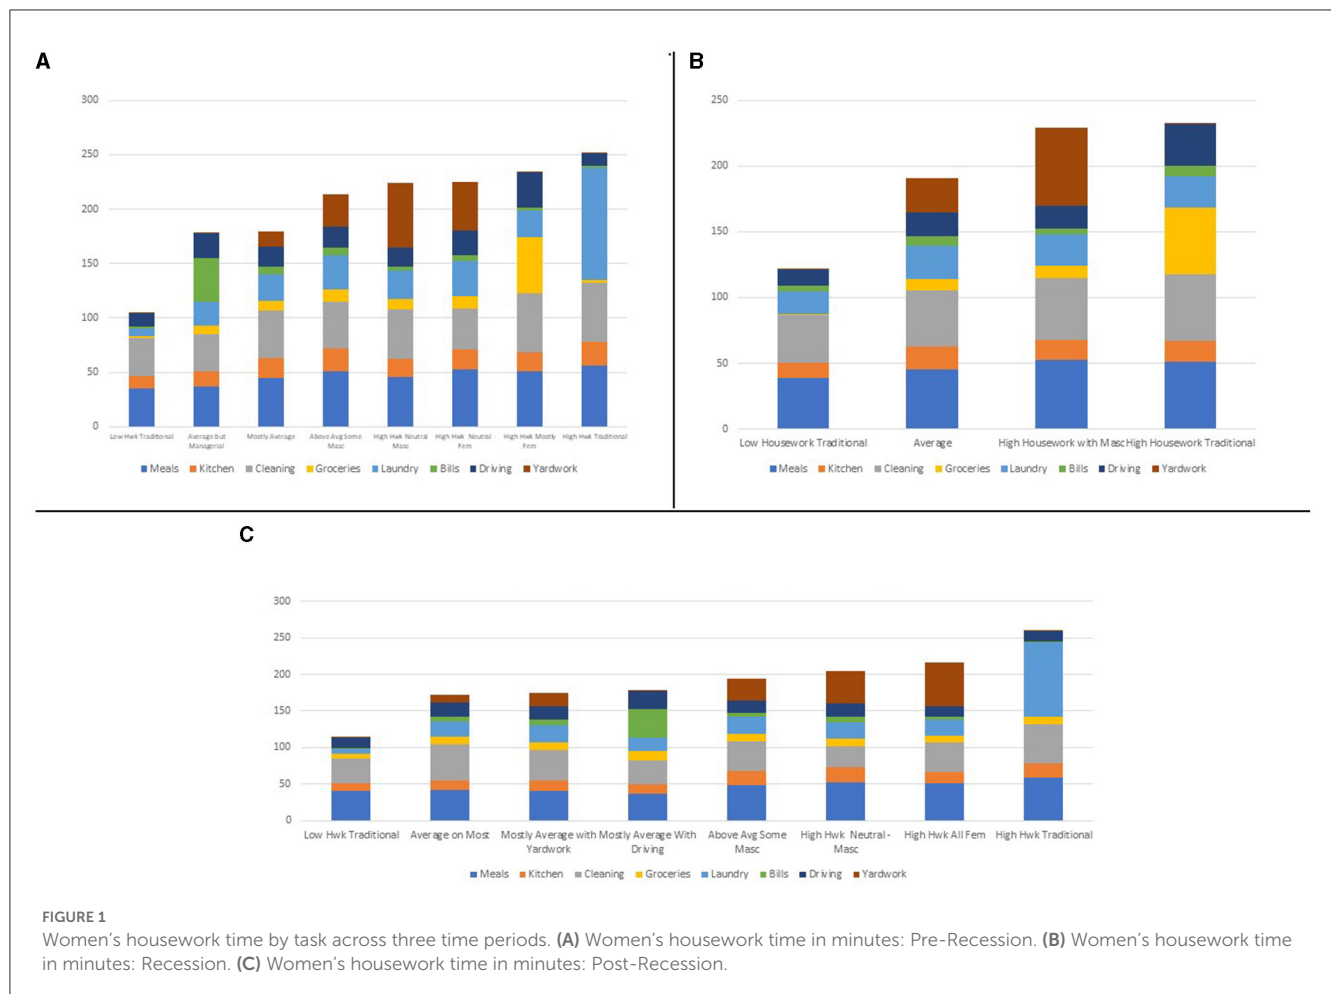 A
300
250
200
150
100
50
0
Low Hwk Traditional
Average but
Managerial
Mostly Average
Above Avg Some
Masc
High Hwk Neutral
Masc
High Hwk Neutral -
Fem
High Hwk Mostly
Fem
High Hwk Traditional
Meals Kitchen Cleaning Groceries Laundry Bills Driving Yardwork
B
250
200
150
100
50
0
Low Housework Traditional Average High Housework with Masc High Housework Traditional
Meals Kitchen Cleaning Groceries Laundry Bills Driving Yardwork
C
300
250
200
150
100
50
0
Low Hwk Traditional
Average on Most
Mostly Average with
Yardwork
Mostly Average With
Driving
Above Avg Some
Masc
High Hwk Neutral -
Masc
High Hwk All Fem
High Hwk Traditional
Meals Kitchen Cleaning Groceries Laundry Bills Driving Yardwork
FIGURE 1
Women's housework time by task across three time periods. (A) Women's housework time in minutes: Pre-Recession. (B) Women's housework time
in minutes: Recession. (C) Women's housework time in minutes: Post-Recession.